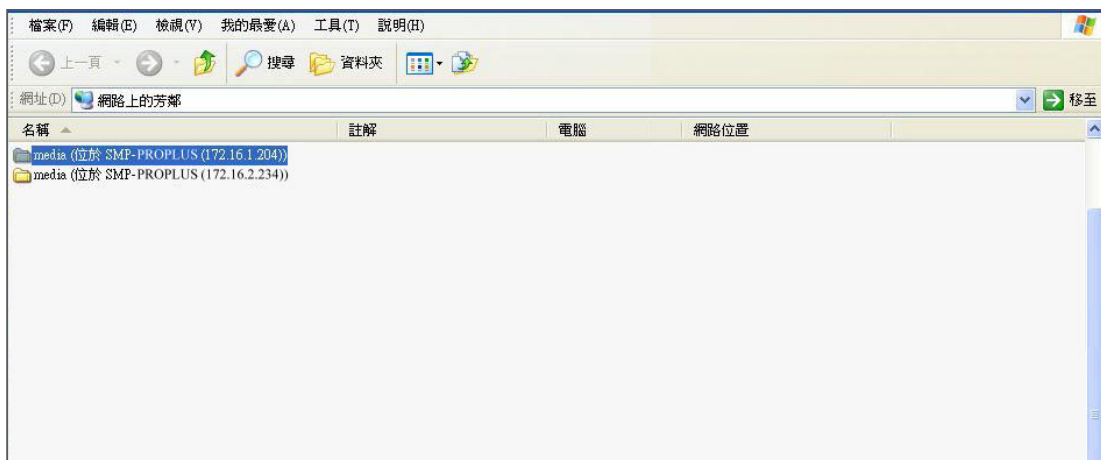 檔案(F) 編輯(E) 檢視(V) 我的最愛(A) 工具(T) 說明(H)
上一頁 搜尋 資料夾
網址(D) 網路上的芳鄰 移至
名稱 註解 電腦 網路位置
media (位於 SMP-PROPLUS (172.16.1.204))
media (位於 SMP-PROPLUS (172.16.2.234))